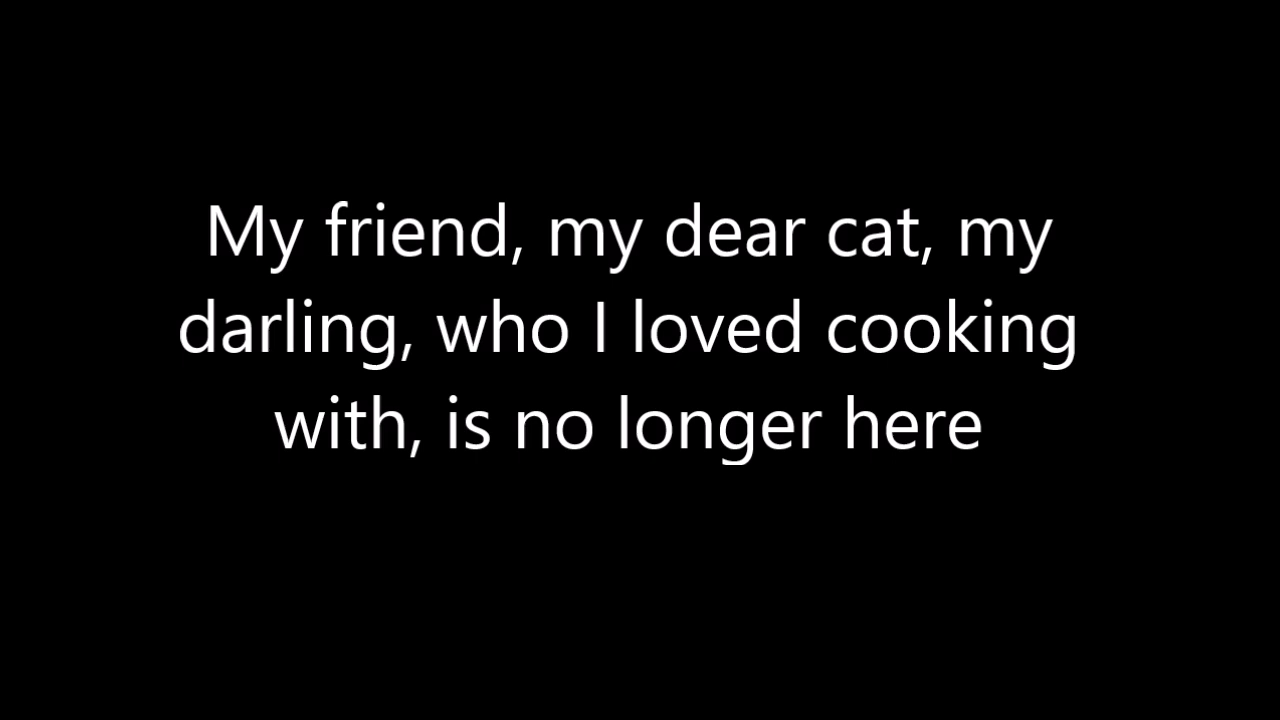 My friend, my dear cat, my
darling, who I loved cooking
with, is no longer here